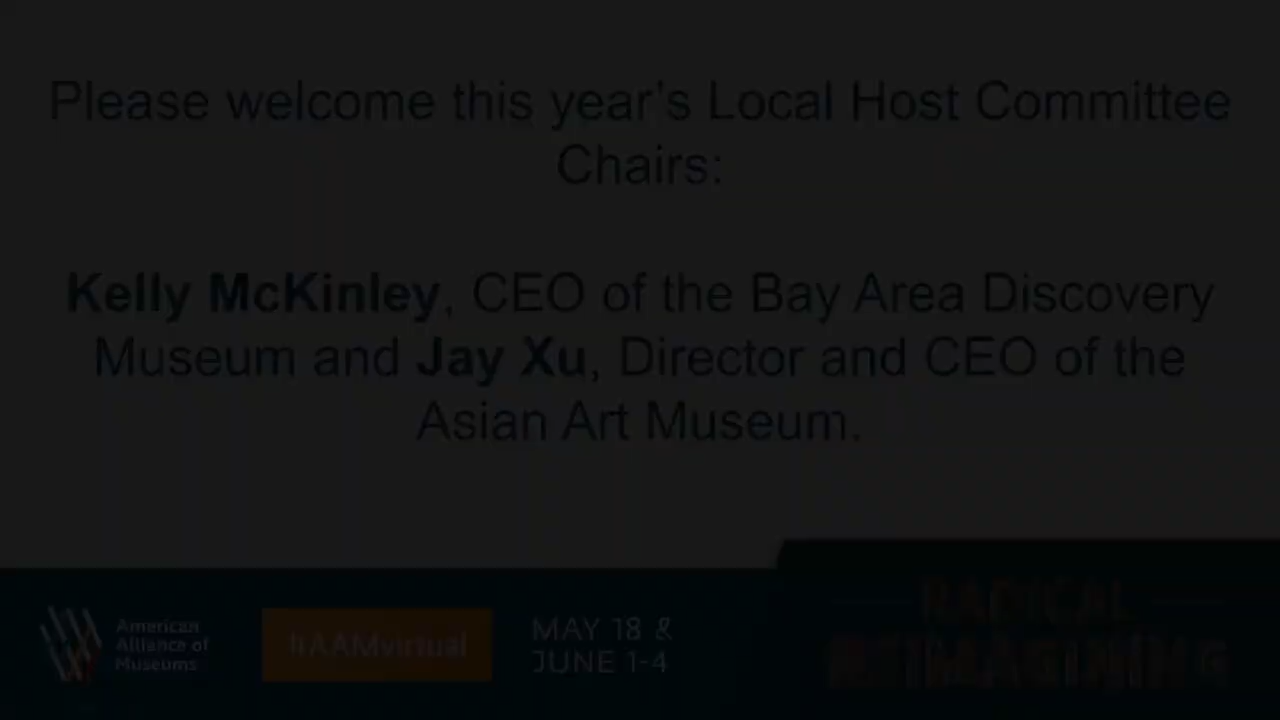 Please welcome this year's Local Host Committee
Chairs:
Kelly McKinley, CEO of the Bay Area Discovery
Museum and Jay Xu, Director and CEO of the
Asian Art Museum.
American
Alliance of
Museums
#AAMvirtual
MAY 18 &
JUNE 1-4
RADICAL
REIMAGINING